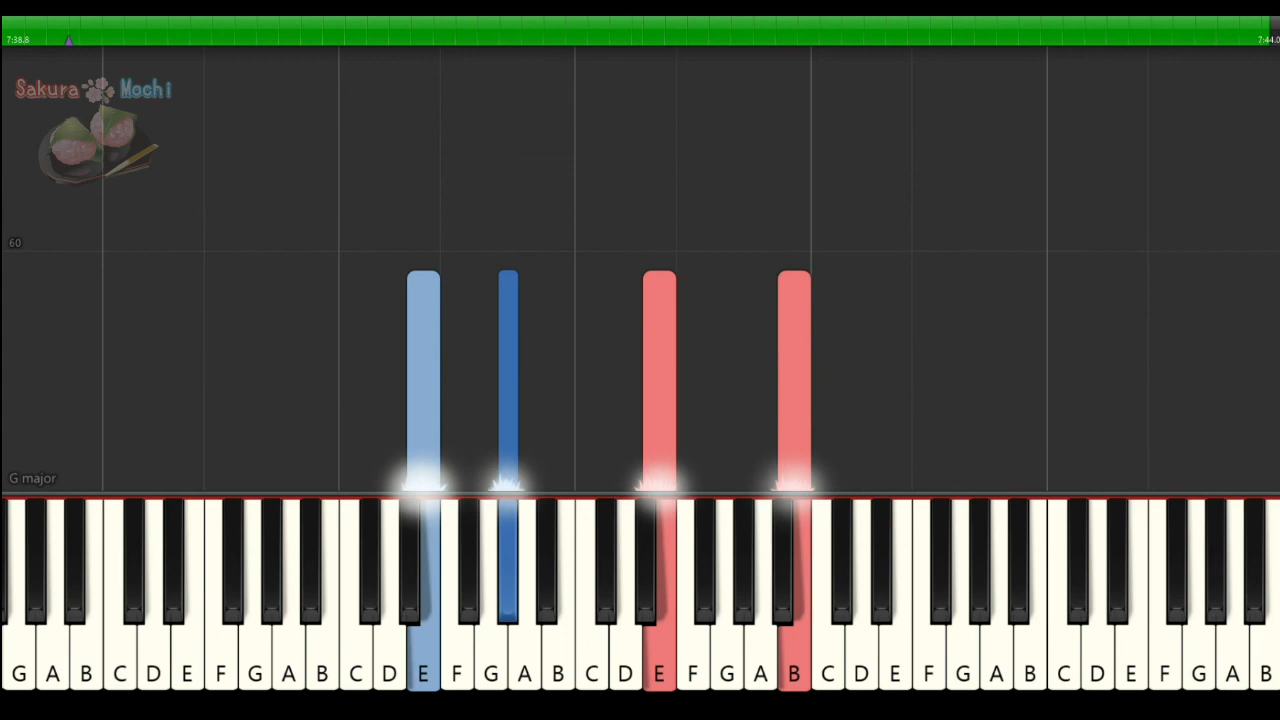 7:38.8
7:44.0
Sakura Mochi
60
G major
G A B C D E F G A B C D E F G A B C D E F G A B C D E F G A B C D E F G A B